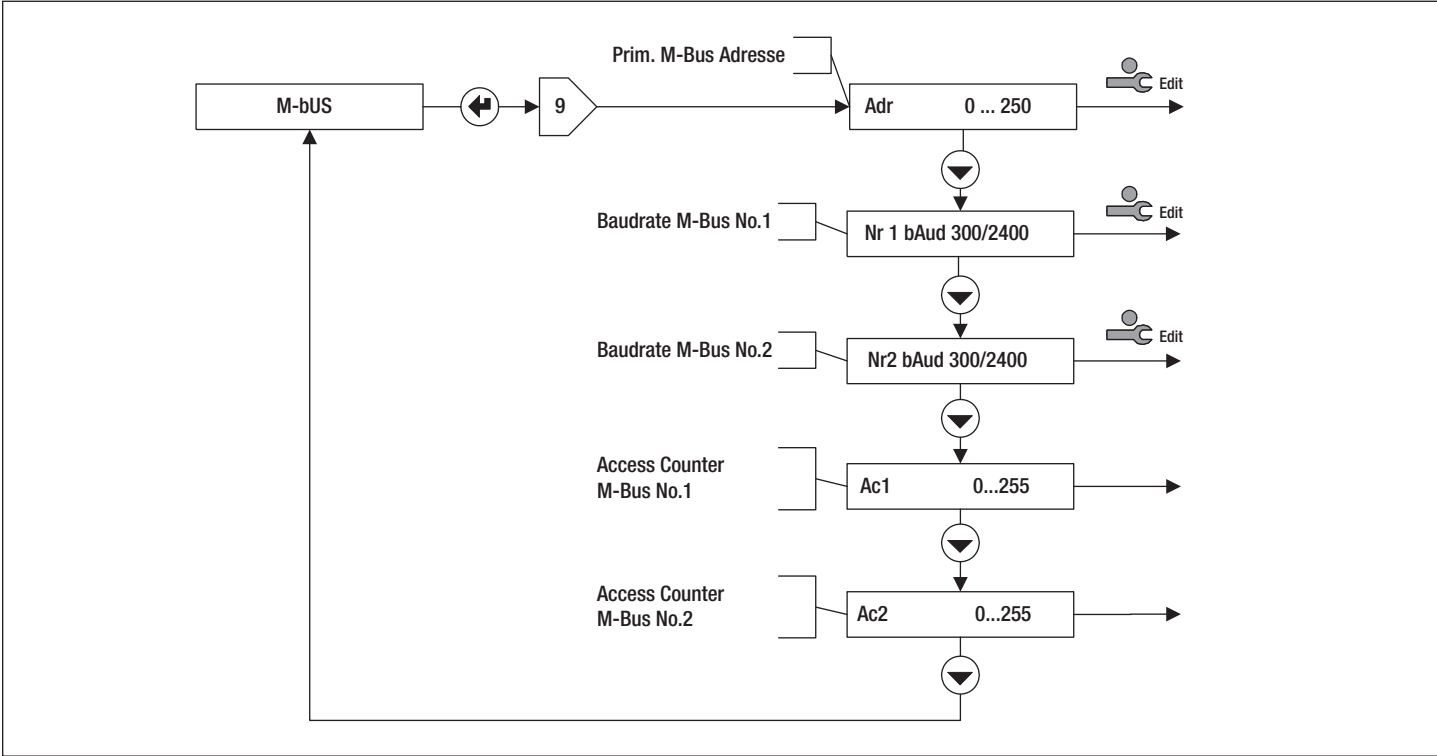 Prim. M-Bus Adresse
Edit
M-bUS
9
Adr 0 ... 250
Edit
Baudrate M-Bus No.1
Nr 1 bAud 300/2400
Edit
Baudrate M-Bus No.2
Nr2 bAud 300/2400
Access Counter
M-Bus No.1
Ac1 0...255
Access Counter
M-Bus No.2
Ac2 0...255